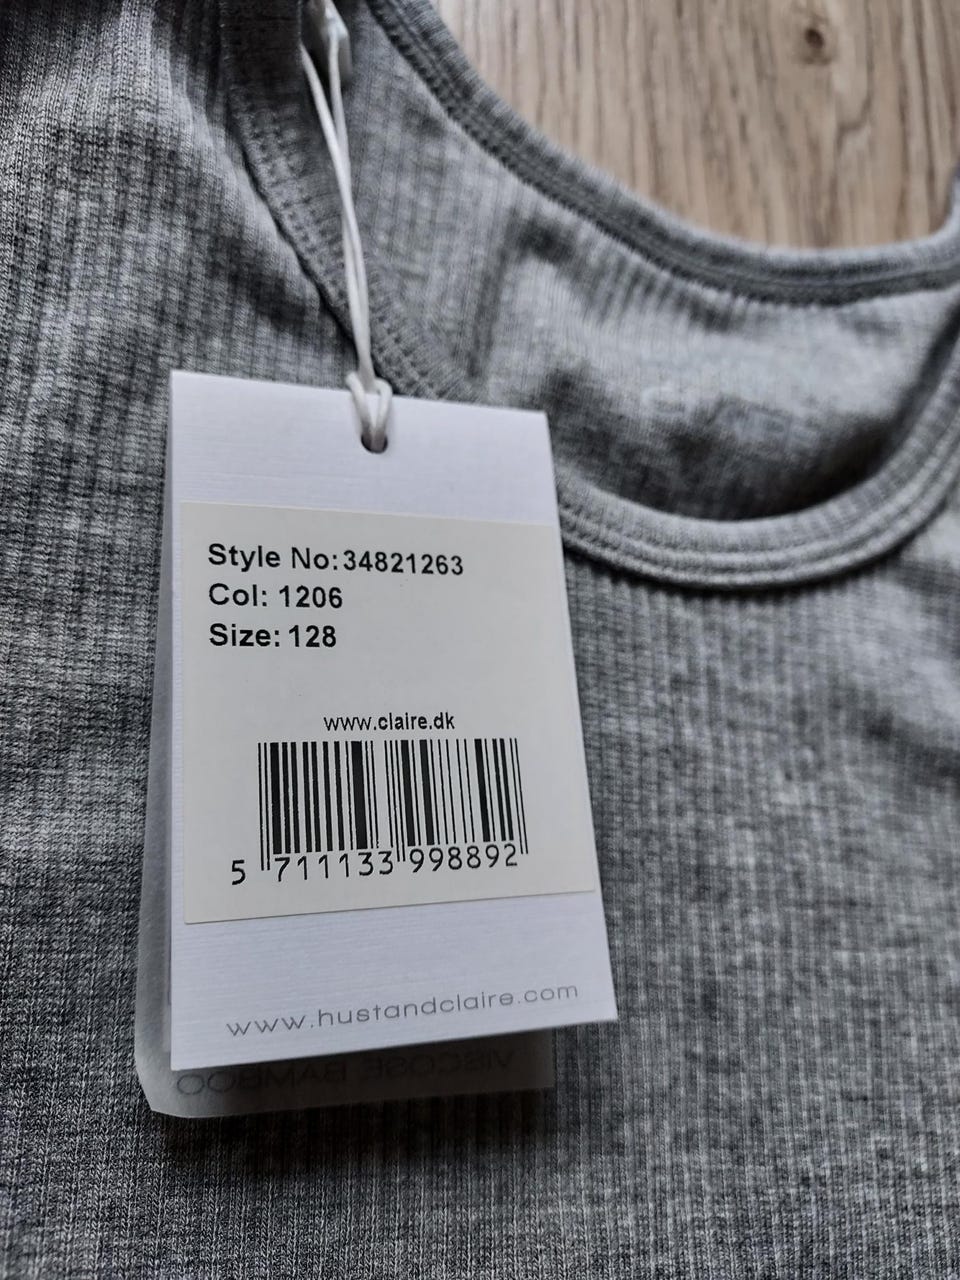 Style No:34821263
Col: 1206
Size: 128
www.claire.dk
5 711133 998892
www.hustandclaire.com
VISCOSE BAMBOO